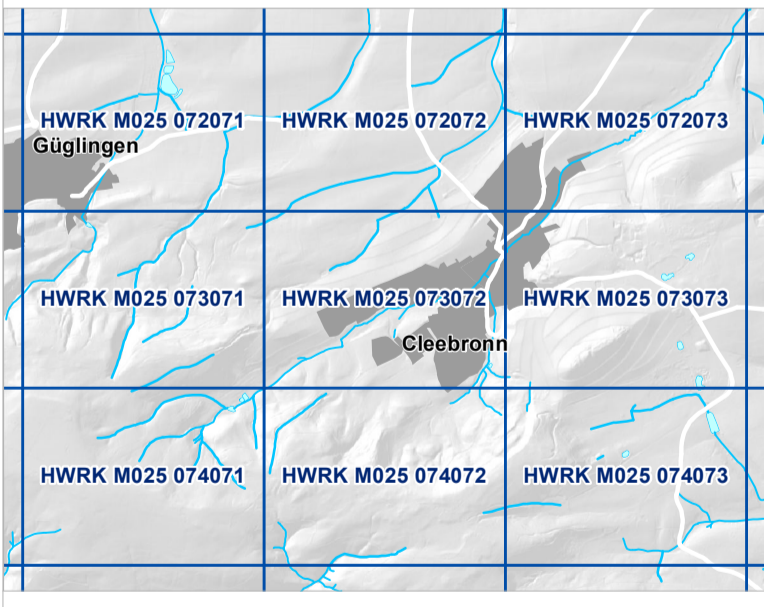 HWRK M025 072071
HWRK M025 072072
HWRK M025 072073
Güglingen
HWRK M025 073071
HWRK M025 073072
HWRK M025 073073
Cleebronn
HWRK M025 074071
HWRK M025 074072
HWRK M025 074073